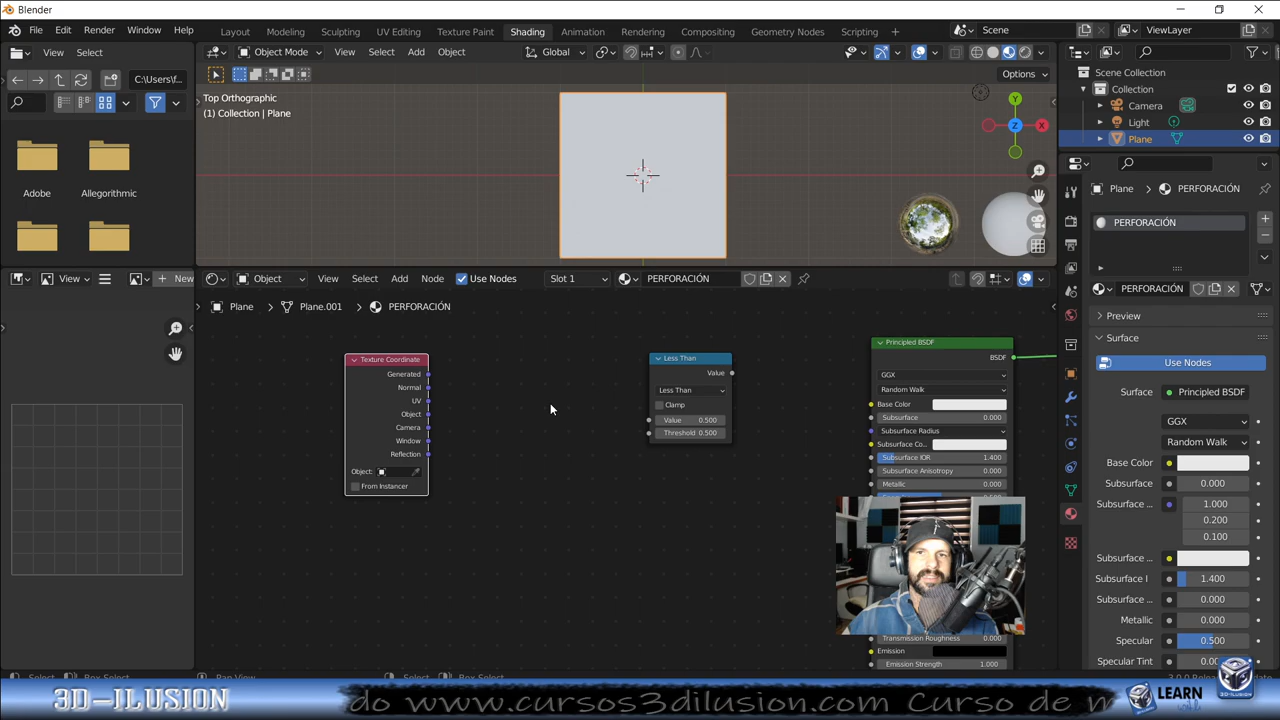 Blender
File Edit Render Window Help
Layout Modeling Sculpting UV Editing Texture Paint Shading Animation Rendering Compositing Geometry Nodes Scripting
Scene
ViewLayer
View Select
Object Mode View Select Add Object Global
C:\Users\f...
Options
Top Orthographic
(1) Collection | Plane
Y
Z
X
Scene Collection
Collection
Camera
Light
Plane
Adobe Allegorithmic
Plane PERFORACIÓN
PERFORACIÓN
View New
Object View Select Add Node Use Nodes Slot 1 PERFORACIÓN
PERFORACIÓN
Plane Plane.001 PERFORACIÓN
Preview
Surface
Use Nodes
Surface Principled BSDF
GGX
Random Walk
Base Color
Subsurface 0.000
Subsurface ... 1.000
0.200
0.100
Subsurface ...
Subsurface I 1.400
Subsurface ... 0.000
Metallic 0.000
Specular 0.500
Specular Tint 0.00
Texture Coordinate
Generated
Normal
UV
Object
Camera
Window
Reflection
Object:
From Instancer
Less Than
Value
Less Than
Clamp
Value 0.500
Threshold 0.500
Principled BSDF
BSDF
GGX
Random Walk
Base Color
Subsurface 0.000
Subsurface Radius
Subsurface Co...
Subsurface IOR 1.400
Subsurface Anisotropy 0.000
Metallic 0.000
Transmission Roughness 0.000
Emission
Emission Strength 1.000
3D-ILUSION
do www.cursos3dilusion.com Curso de m
LEARN